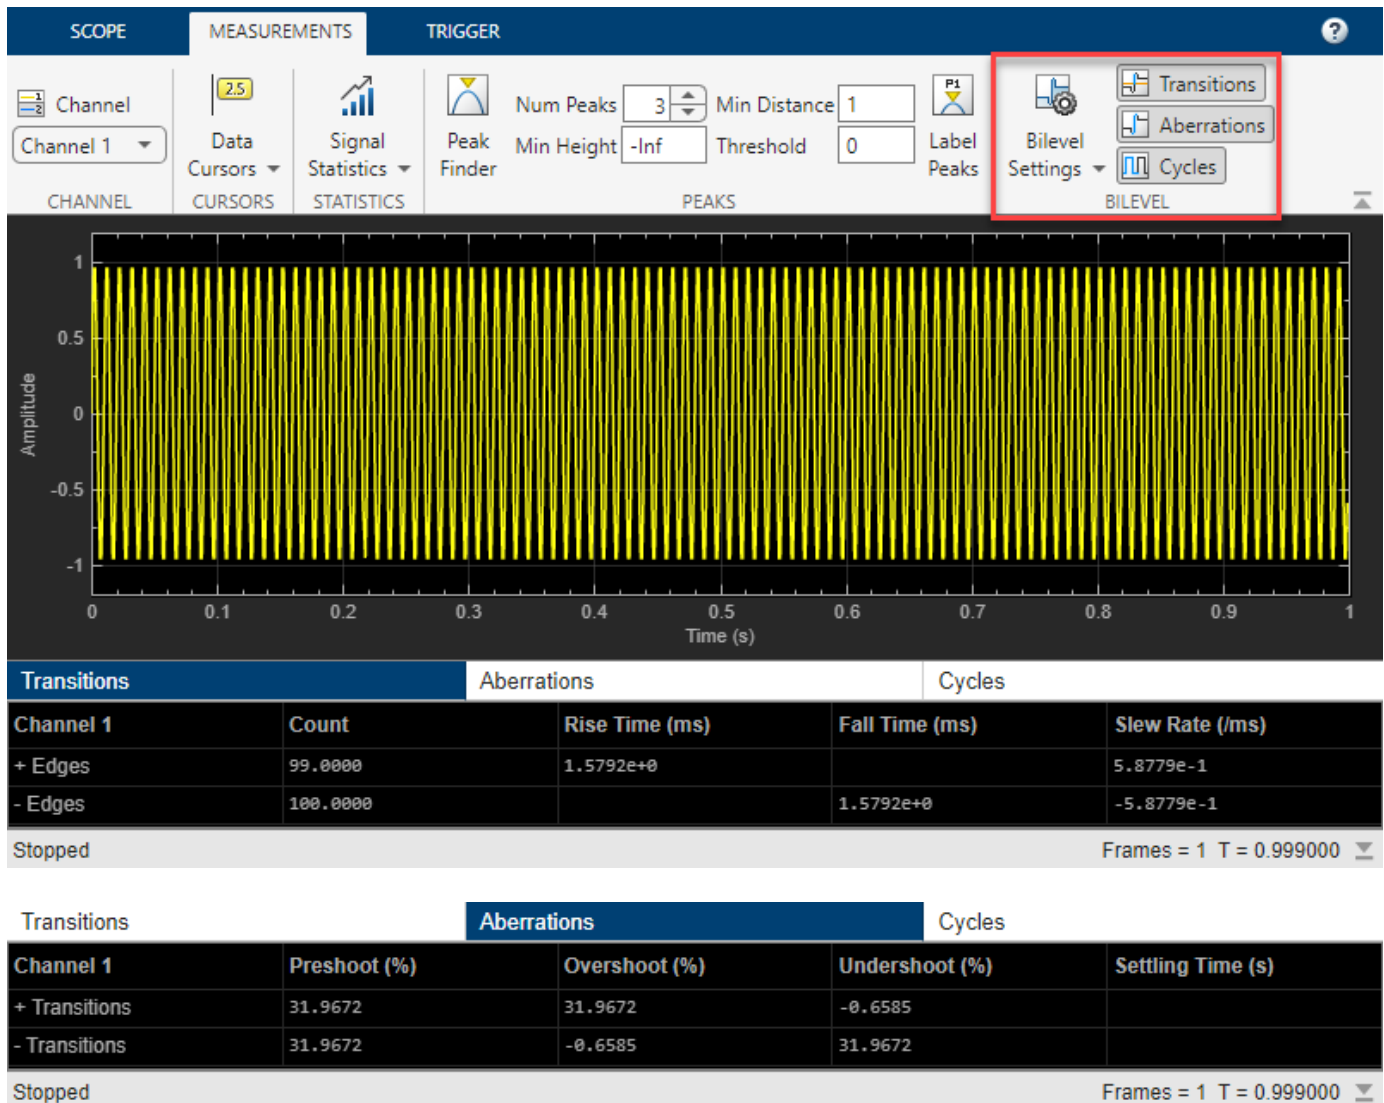 SCOPE MEASUREMENTS TRIGGER ?
Channel
Channel 1
CHANNEL
2.5
Data
Cursors
CURSORS
Signal
Statistics
STATISTICS
Peak
Finder
Num Peaks 3 Min Distance 1
Min Height -Inf Threshold 0
P1
Label
Peaks
PEAKS
Bilevel
Settings
Transitions
Aberrations
Cycles
BILEVEL
1
0.5
0
-0.5
-1
Amplitude
0 0.1 0.2 0.3 0.4 0.5 0.6 0.7 0.8 0.9 1
Time (s)
Transitions Aberrations Cycles
Channel 1 Count Rise Time (ms) Fall Time (ms) Slew Rate (/ms)
+ Edges 99.0000 1.5792e+0 5.8779e-1
- Edges 100.0000 1.5792e+0 -5.8779e-1
Stopped Frames = 1 T = 0.999000
Transitions Aberrations Cycles
Channel 1 Preshoot (%) Overshoot (%) Undershoot (%) Settling Time (s)
+ Transitions 31.9672 31.9672 -0.6585
- Transitions 31.9672 -0.6585 31.9672
Stopped Frames = 1 T = 0.999000